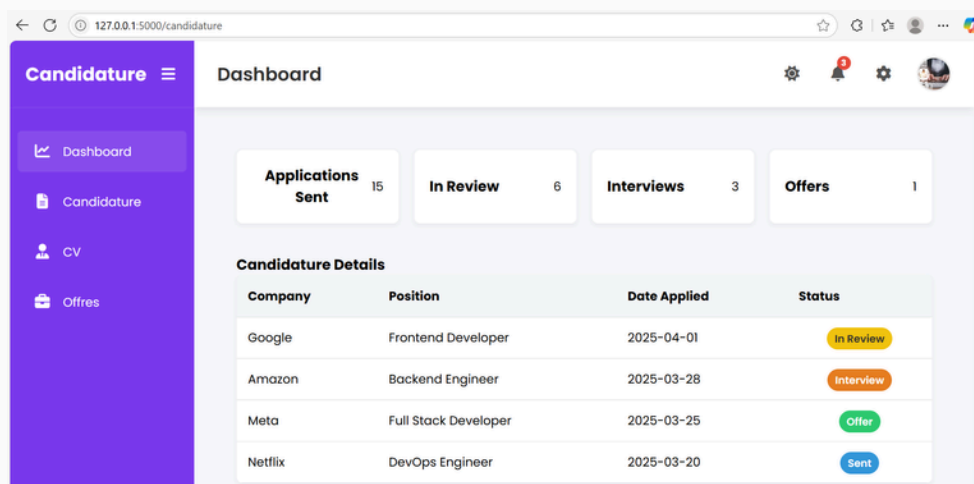 127.0.0.1:5000/candidature
Candidature
Dashboard
3
Dashboard
Candidature
CV
Offres
Applications Sent 15
In Review 6
Interviews 3
Offers 1
Candidature Details
Company Position Date Applied Status
Google Frontend Developer 2025-04-01 In Review
Amazon Backend Engineer 2025-03-28 Interview
Meta Full Stack Developer 2025-03-25 Offer
Netflix DevOps Engineer 2025-03-20 Sent